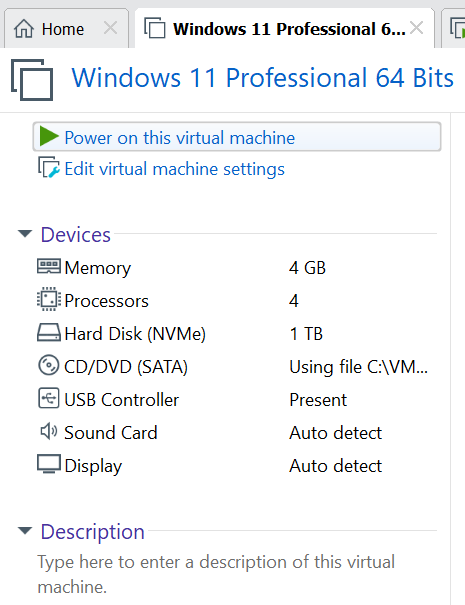 Home
Windows 11 Professional 6...
Windows 11 Professional 64 Bits
Power on this virtual machine
Edit virtual machine settings
Devices
Memory 4 GB
Processors 4
Hard Disk (NVMe) 1 TB
CD/DVD (SATA) Using file C:\VM...
USB Controller Present
Sound Card Auto detect
Display Auto detect
Description
Type here to enter a description of this virtual
machine.